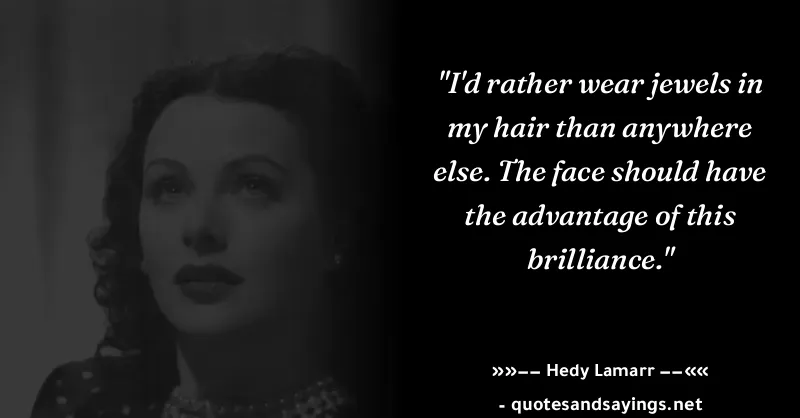 "I'd rather wear jewels in
my hair than anywhere
else. The face should have
the advantage of this
brilliance."
»»−− Hedy Lamarr −−««
- quotesandsayings.net